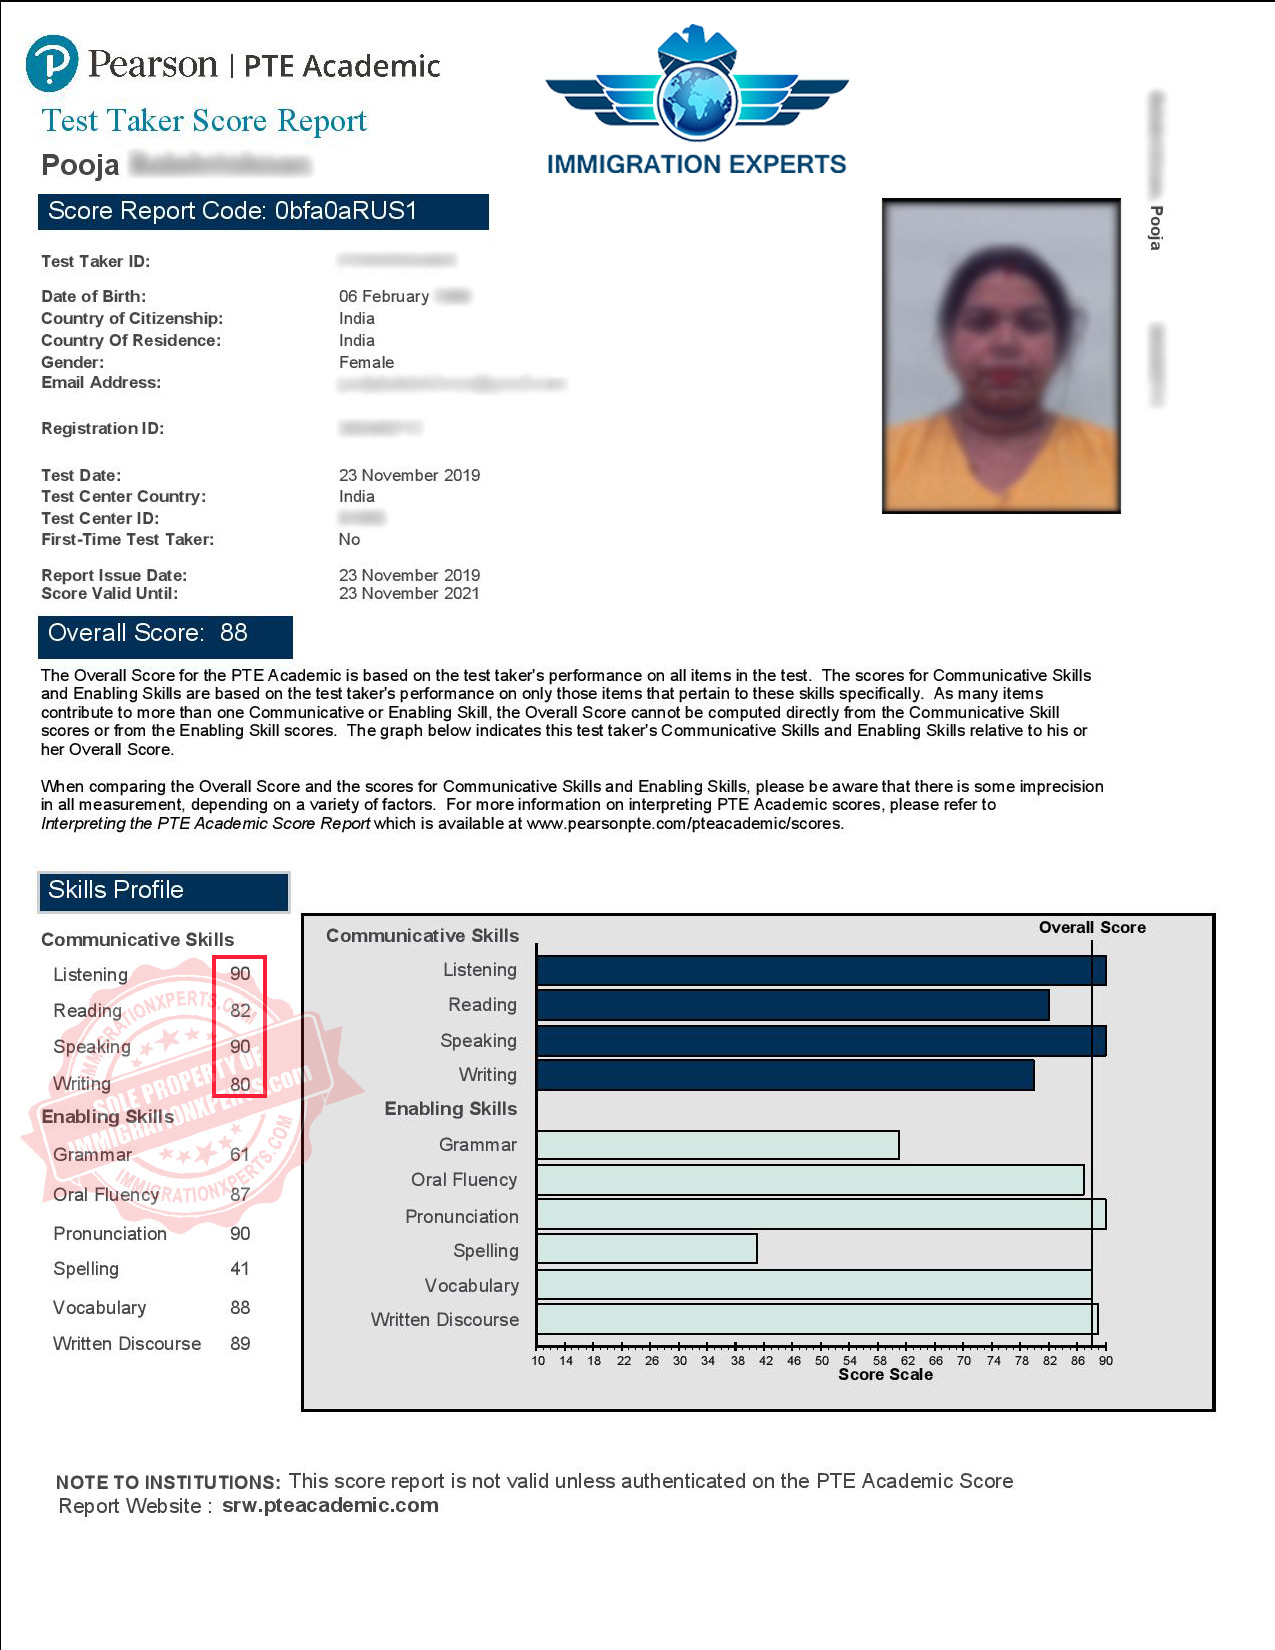 Pearson | PTE Academic
Test Taker Score Report
Pooja
IMMIGRATION EXPERTS
Pooja
Score Report Code: 0bfa0aRUS1
Test Taker ID:
Date of Birth: 06 February
Country of Citizenship: India
Country Of Residence: India
Gender: Female
Email Address:
Registration ID:
Test Date: 23 November 2019
Test Center Country: India
Test Center ID:
First-Time Test Taker: No
Report Issue Date: 23 November 2019
Score Valid Until: 23 November 2021
Overall Score: 88
The Overall Score for the PTE Academic is based on the test taker's performance on all items in the test. The scores for Communicative Skills
and Enabling Skills are based on the test taker's performance on only those items that pertain to these skills specifically. As many items
contribute to more than one Communicative or Enabling Skill, the Overall Score cannot be computed directly from the Communicative Skill
scores or from the Enabling Skill scores. The graph below indicates this test taker's Communicative Skills and Enabling Skills relative to his or
her Overall Score.
When comparing the Overall Score and the scores for Communicative Skills and Enabling Skills, please be aware that there is some imprecision
in all measurement, depending on a variety of factors. For more information on interpreting PTE Academic scores, please refer to
Interpreting the PTE Academic Score Report which is available at www.pearsonpte.com/pteacademic/scores.
Skills Profile
Communicative Skills
Listening 90
Reading 82
Speaking 90
Writing 80
Enabling Skills
Grammar 61
Oral Fluency 87
Pronunciation 90
Spelling 41
Vocabulary 88
Written Discourse 89
IMMIGRATIONXPERTS.COM
SOLE PROPERTY OF
IMMIGRATIONXPERTS.com
IMMIGRATIONXPERTS.COM
Overall Score
Communicative Skills
Listening
Reading
Speaking
Writing
Enabling Skills
Grammar
Oral Fluency
Pronunciation
Spelling
Vocabulary
Written Discourse
10 14 18 22 26 30 34 38 42 46 50 54 58 62 66 70 74 78 82 86 90
Score Scale
NOTE TO INSTITUTIONS: This score report is not valid unless authenticated on the PTE Academic Score
Report Website : srw.pteacademic.com